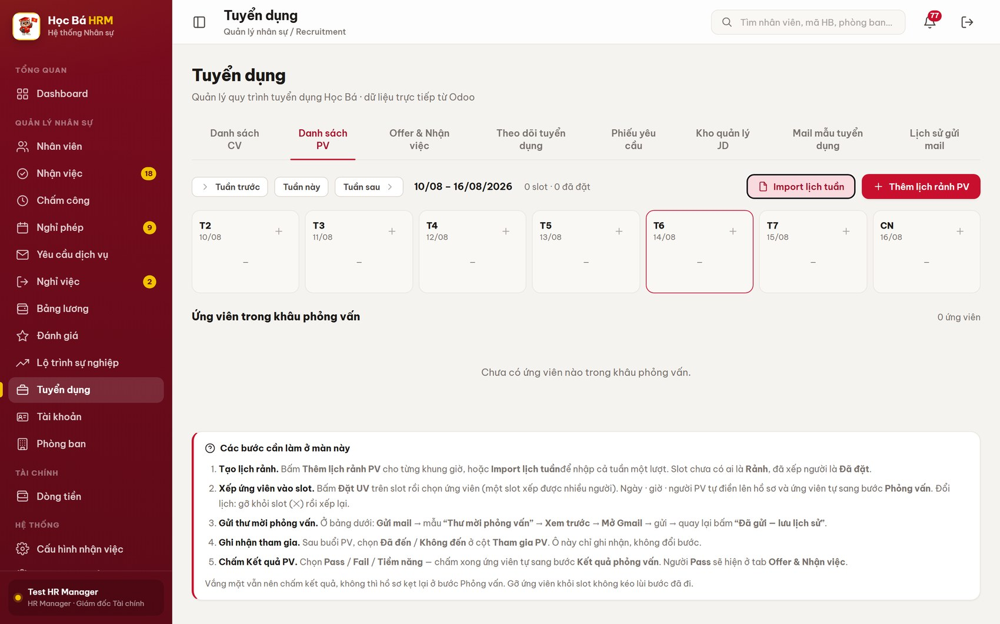 Học Bá HRM
Hệ thống Nhân sự
TỔNG QUAN
Dashboard
QUẢN LÝ NHÂN SỰ
Nhân viên
Nhận việc 18
Chấm công
Nghỉ phép 9
Yêu cầu dịch vụ
Nghỉ việc 2
Bảng lương
Đánh giá
Lộ trình sự nghiệp
Tuyển dụng
Tài khoản
Phòng ban
TÀI CHÍNH
Dòng tiền
HỆ THỐNG
Cấu hình nhận việc
Test HR Manager
HR Manager · Giám đốc Tài chính
Tuyển dụng
Quản lý nhân sự / Recruitment
Tìm nhân viên, mã HB, phòng ban...
77
Tuyển dụng
Quản lý quy trình tuyển dụng Học Bá · dữ liệu trực tiếp từ Odoo
Danh sách CV
Danh sách PV
Offer & Nhận việc
Theo dõi tuyển dụng
Phiếu yêu cầu
Kho quản lý JD
Mail mẫu tuyển dụng
Lịch sử gửi mail
Tuần trước
Tuần này
Tuần sau
10/08 – 16/08/2026
0 slot · 0 đã đặt
Import lịch tuần
Thêm lịch rảnh PV
T2
10/08
–
T3
11/08
–
T4
12/08
–
T5
13/08
–
T6
14/08
–
T7
15/08
–
CN
16/08
–
Ứng viên trong khâu phỏng vấn
0 ứng viên
Chưa có ứng viên nào trong khâu phỏng vấn.
Các bước cần làm ở màn này
1. Tạo lịch rảnh. Bấm Thêm lịch rảnh PV cho từng khung giờ, hoặc Import lịch tuầnđể nhập cả tuần một lượt. Slot chưa có ai là Rảnh, đã xếp người là Đã đặt.
2. Xếp ứng viên vào slot. Bấm Đặt UV trên slot rồi chọn ứng viên (một slot xếp được nhiều người). Ngày · giờ · người PV tự điền lên hồ sơ và ứng viên tự sang bước Phỏng vấn. Đổi
lịch: gỡ khỏi slot (×) rồi xếp lại.
3. Gửi thư mời phỏng vấn. Ở bảng dưới: Gửi mail → mẫu “Thư mời phỏng vấn” → Xem trước → Mở Gmail → gửi → quay lại bấm “Đã gửi — lưu lịch sử”.
4. Ghi nhận tham gia. Sau buổi PV, chọn Đã đến / Không đến ở cột Tham gia PV. Ô này chỉ ghi nhận, không đổi bước.
5. Chấm Kết quả PV. Chọn Pass / Fail / Tiềm năng — chấm xong ứng viên tự sang bước Kết quả phỏng vấn. Người Pass sẽ hiện ở tab Offer & Nhận việc.
Vắng mặt vẫn nên chấm kết quả, không thì hồ sơ kẹt lại ở bước Phỏng vấn. Gỡ ứng viên khỏi slot không kéo lùi bước đã đi.